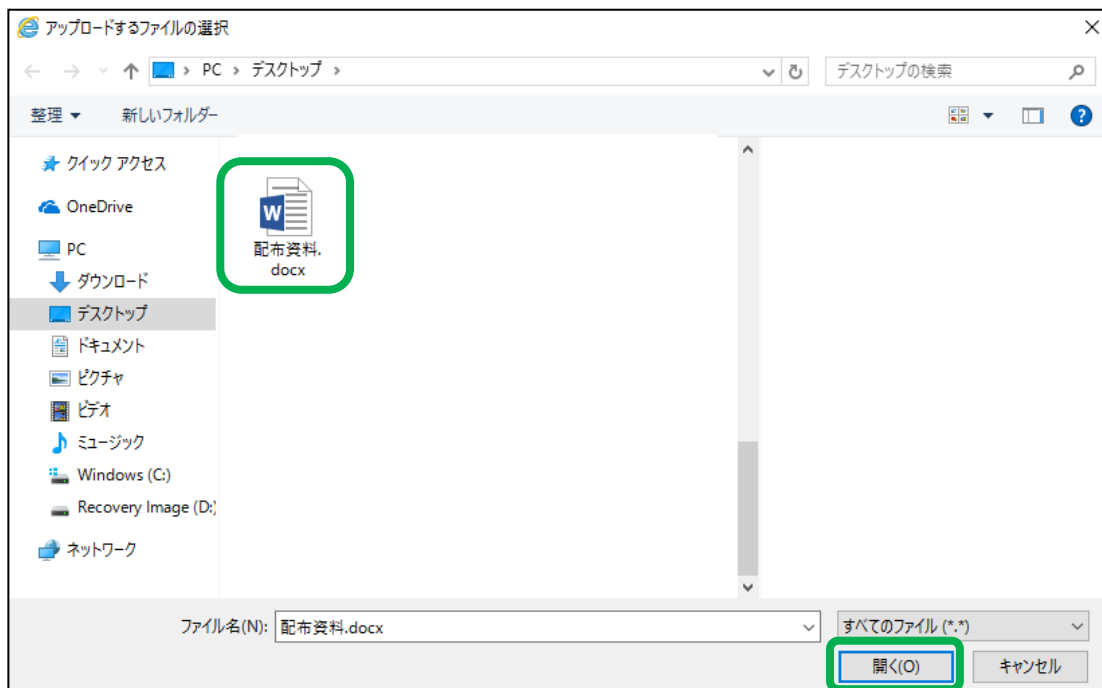 アップロードするファイルの選択
PC › デスクトップ ›
デスクトップの検索
整理
新しいフォルダー
クイック アクセス
OneDrive
PC
ダウンロード
デスクトップ
ドキュメント
ピクチャ
ビデオ
ミュージック
Windows (C:)
Recovery Image (D:)
ネットワーク
W
配布資料.
docx
ファイル名(N):
配布資料.docx
すべてのファイル (*.*)
開く(O)
キャンセル